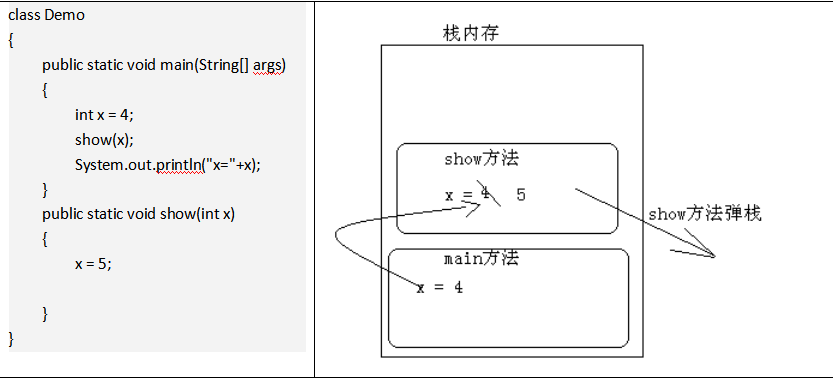 class Demo
{
public static void main(String[] args)
{
int x = 4;
show(x);
System.out.println("x="+x);
}
public static void show(int x)
{
x = 5;
}
}
栈内存
show方法
x = 4 5
show方法弹栈
main方法
x = 4